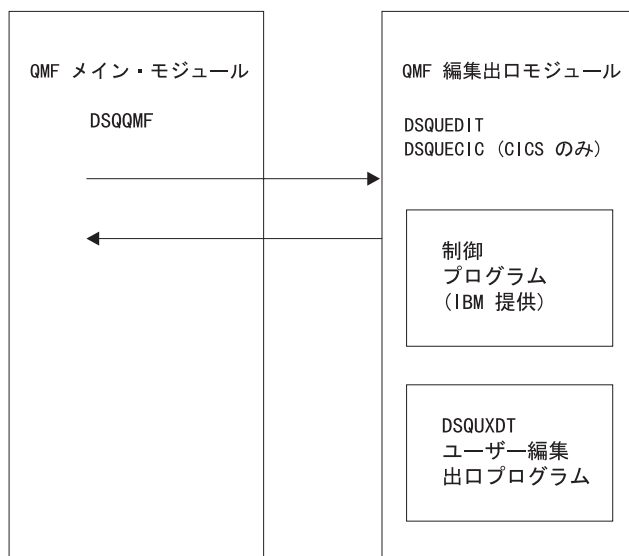 QMF メイン・モジュール
DSQQMF
QMF 編集出口モジュール
DSQUEDIT
DSQUECIC (CICS のみ)
制御
プログラム
(IBM 提供)
DSQUXDT
ユーザー編集
出口プログラム